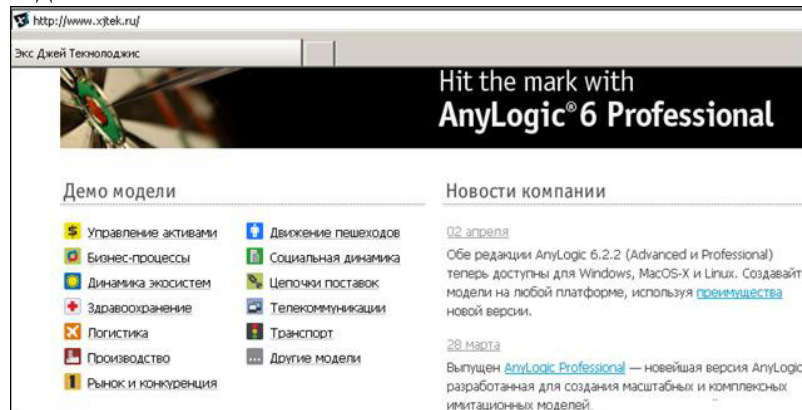 http://www.xjtek.ru/
Экс Джей Текнолоджис
Hit the mark with
AnyLogic®6 Professional
Демо модели
Управление активами
Бизнес-процессы
Динамика экосистем
Здравоохранение
Логистика
Производство
Рынок и конкуренция
Движение пешеходов
Социальная динамика
Цепочки поставок
Телекоммуникации
Транспорт
Другие модели
Новости компании
02 апреля
Обе редакции AnyLogic 6.2.2 (Advanced и Professional)
теперь доступны для Windows, MacOS-X и Linux. Создавайт
модели на любой платформе, используя преимущества
новой версии.
28 марта
Выпущен AnyLogic Professional — новейшая версия AnyLogic
разработанная для создания масштабных и комплексных
имитационных моделей.